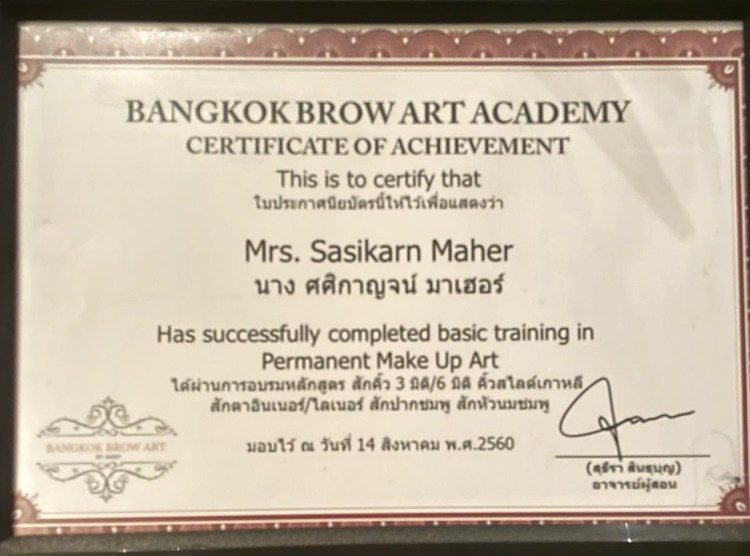 BANGKOK BROW ART ACADEMY
CERTIFICATE OF ACHIEVEMENT
This is to certify that
ใบประกาศนียบัตรนี้ให้ไว้เพื่อแสดงว่า
Mrs. Sasikarn Maher
นาง ศศิกาญจน์ มาเฮอร์
Has successfully completed basic training in
Permanent Make Up Art
ได้ผ่านการอบรมหลักสูตร สักคิ้ว 3 มิติ/6 มิติ คิ้วสไลด์เกาหลี
สักตาอินเนอร์/ไลเนอร์ สักปากชมพู สักหัวนมชมพู
มอบไว้ ณ วันที่ 14 สิงหาคม พ.ศ.2560
BANGKOK BROW ART
(สุธีรา สินธุบุญ)
อาจารย์ผู้สอน